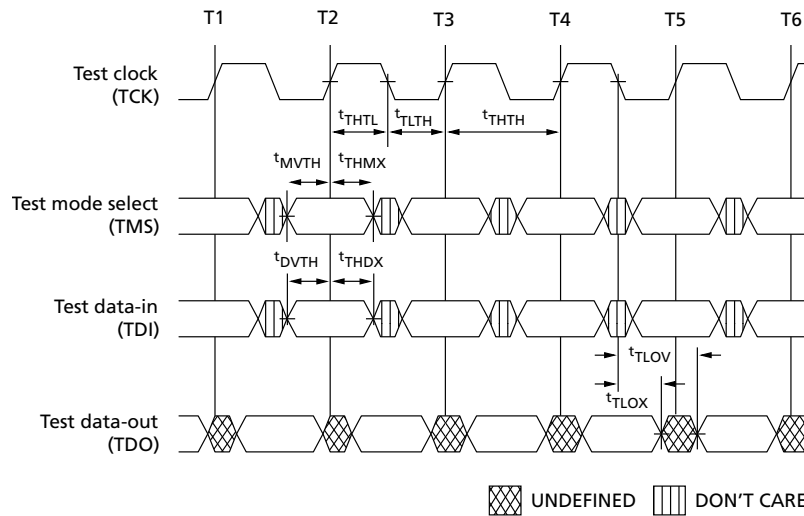 T1 T2 T3 T4 T5 T6
Test clock
(TCK)
tTHTL tTLTH tTHTH
tMVTH tTHMX
Test mode select
(TMS)
tDVTH tTHDX
Test data-in
(TDI)
tTLOV
tTLOX
Test data-out
(TDO)
UNDEFINED DON'T CARE